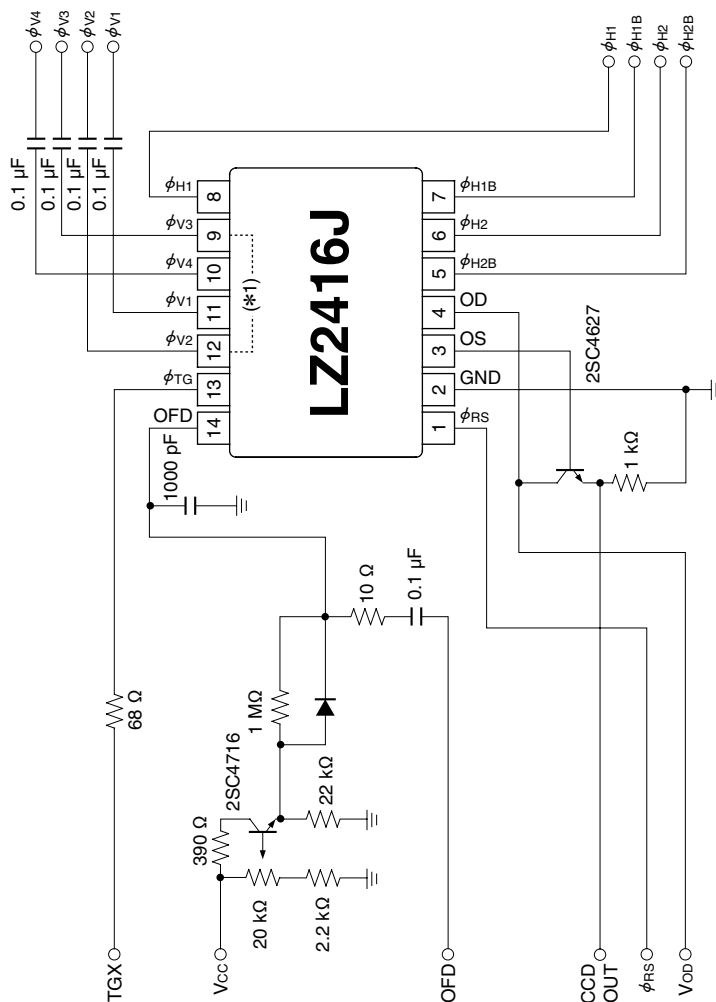 φV4
φV3
φV2
φV1
φH1
φH1B
φH2
φH2B
0.1 µF
0.1 µF
0.1 µF
0.1 µF
φH1
8
φV3
9
φV4
10
φV1
11
φV2
12
φTG
13
OFD
14
(*1)
LZ2416J
7
φH1B
6
φH2
5
φH2B
4
OD
3
OS
2
GND
1
φRS
1000 pF
2SC4627
1 kΩ
10 Ω
0.1 µF
68 Ω
1 MΩ
2SC4716
22 kΩ
390 Ω
20 kΩ
2.2 kΩ
TGX
VCC
OFD
CCD
OUT
φRS
VOD